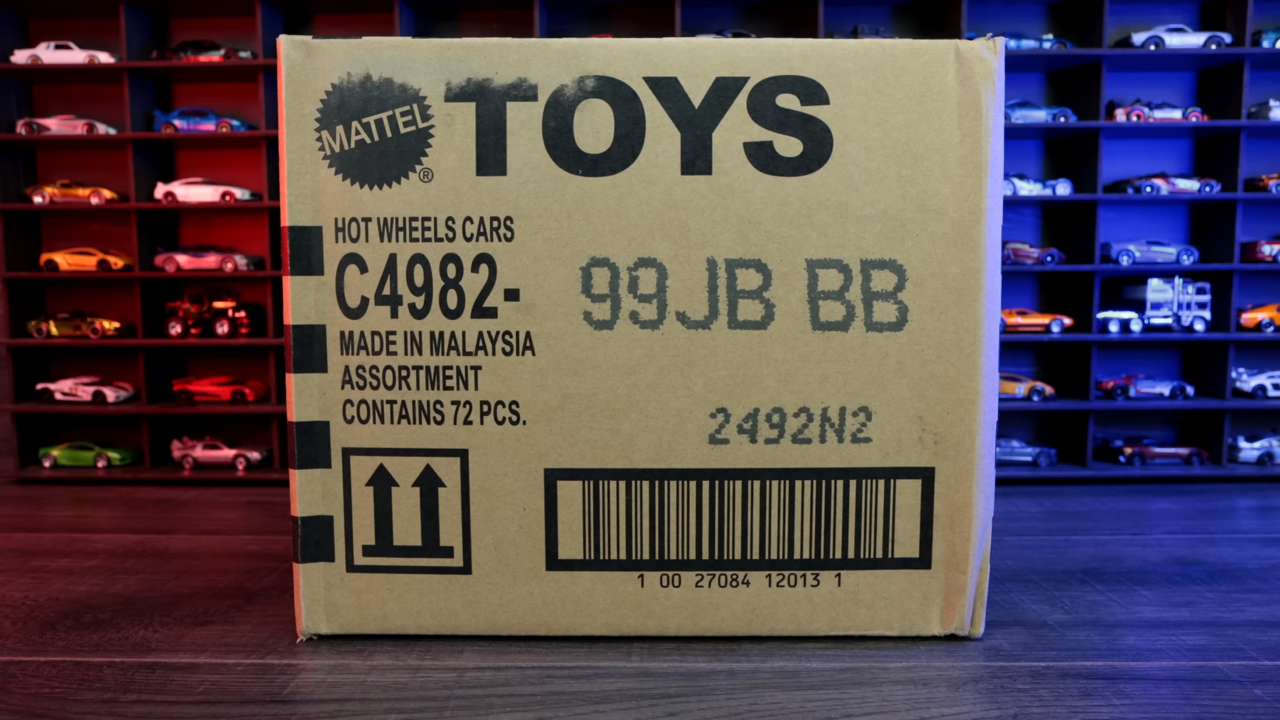 MATTEL® TOYS
HOT WHEELS CARS
C4982-
99JB BB
MADE IN MALAYSIA
ASSORTMENT
CONTAINS 72 PCS.
2492N2
1 00 27084 12013 1